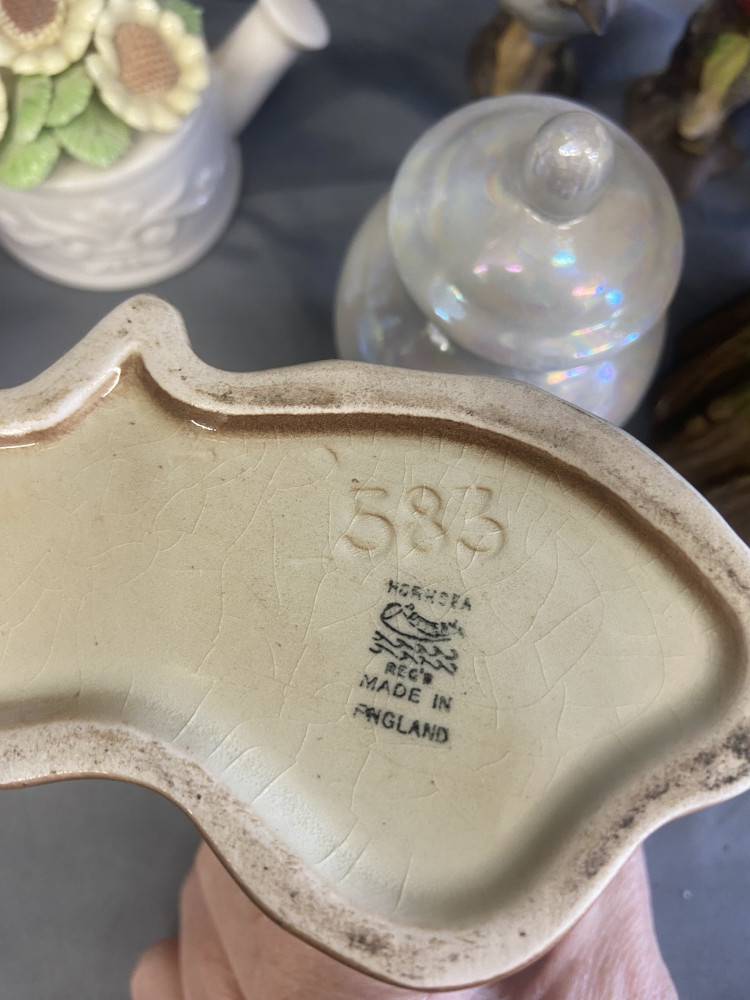 583
HORNSEA
REG'D
MADE IN
ENGLAND